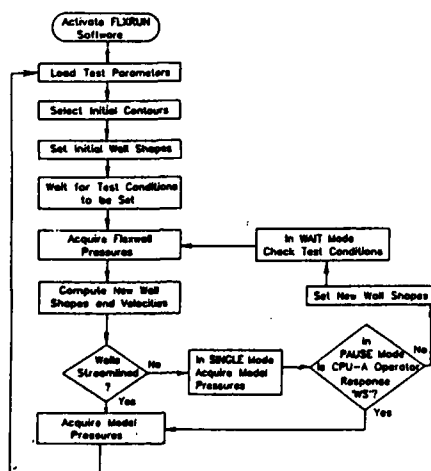 Activate FLXRUN
Software
Load Test Parameters
Select Initial Contours
Set Initial Wall Shapes
Wait for Test Conditions
to be Set
Acquire Flexwall
Pressures
In WAIT Mode
Check Test Conditions
Compute New Wall
Shapes and Velocities
Set New Wall Shapes
Walls
Streamlined
?
No
Yes
In SINGLE Mode
Acquire Model
Pressures
In
PAUSE Mode
Is CPU-A Operator
Response
'WS'?
No
Yes
Acquire Model
Pressures